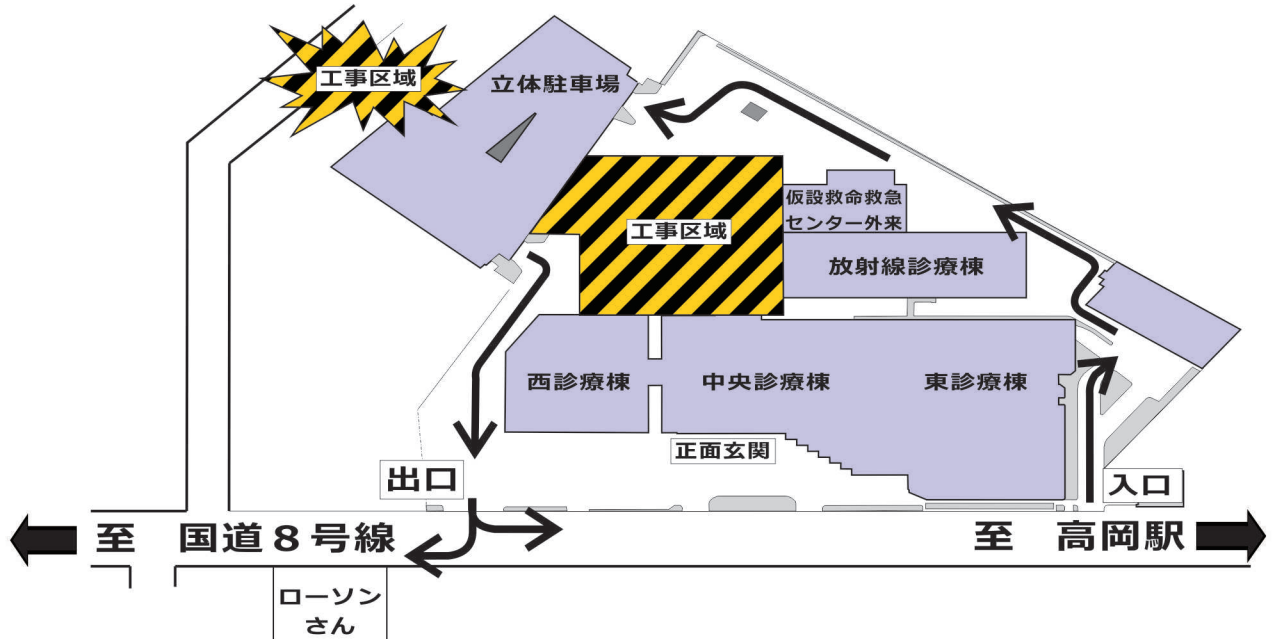 工事区域
立体駐車場
仮設救命救急
センター外来
工事区域
放射線診療棟
西診療棟
中央診療棟
東診療棟
正面玄関
出口
入口
至 国道8号線
至 高岡駅
ローソン
さん